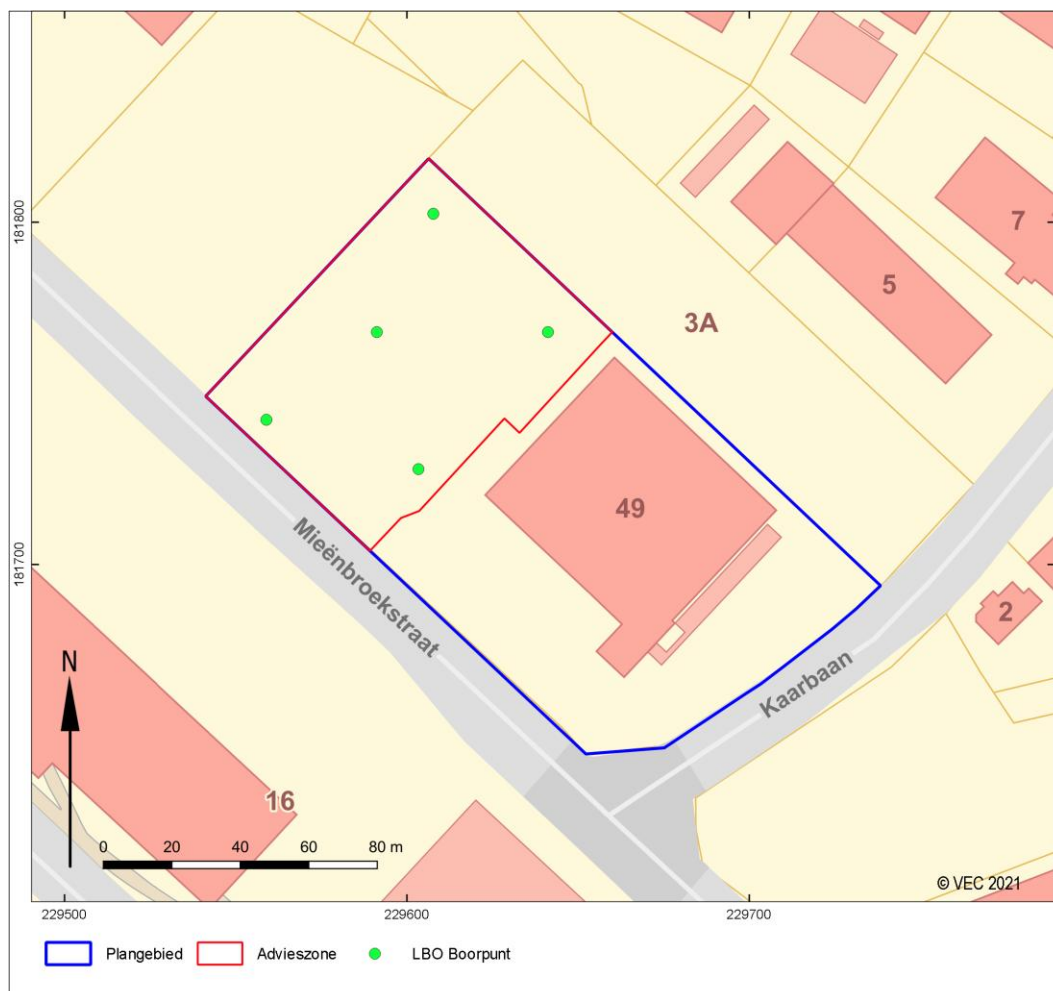 181800
181700
7
5
3A
49
Mieënbroekstraat
Kaarbaan
2
N
16
0 20 40 60 80 m
© VEC 2021
229500 229600 229700
Plangebied Advieszone LBO Boorpunt